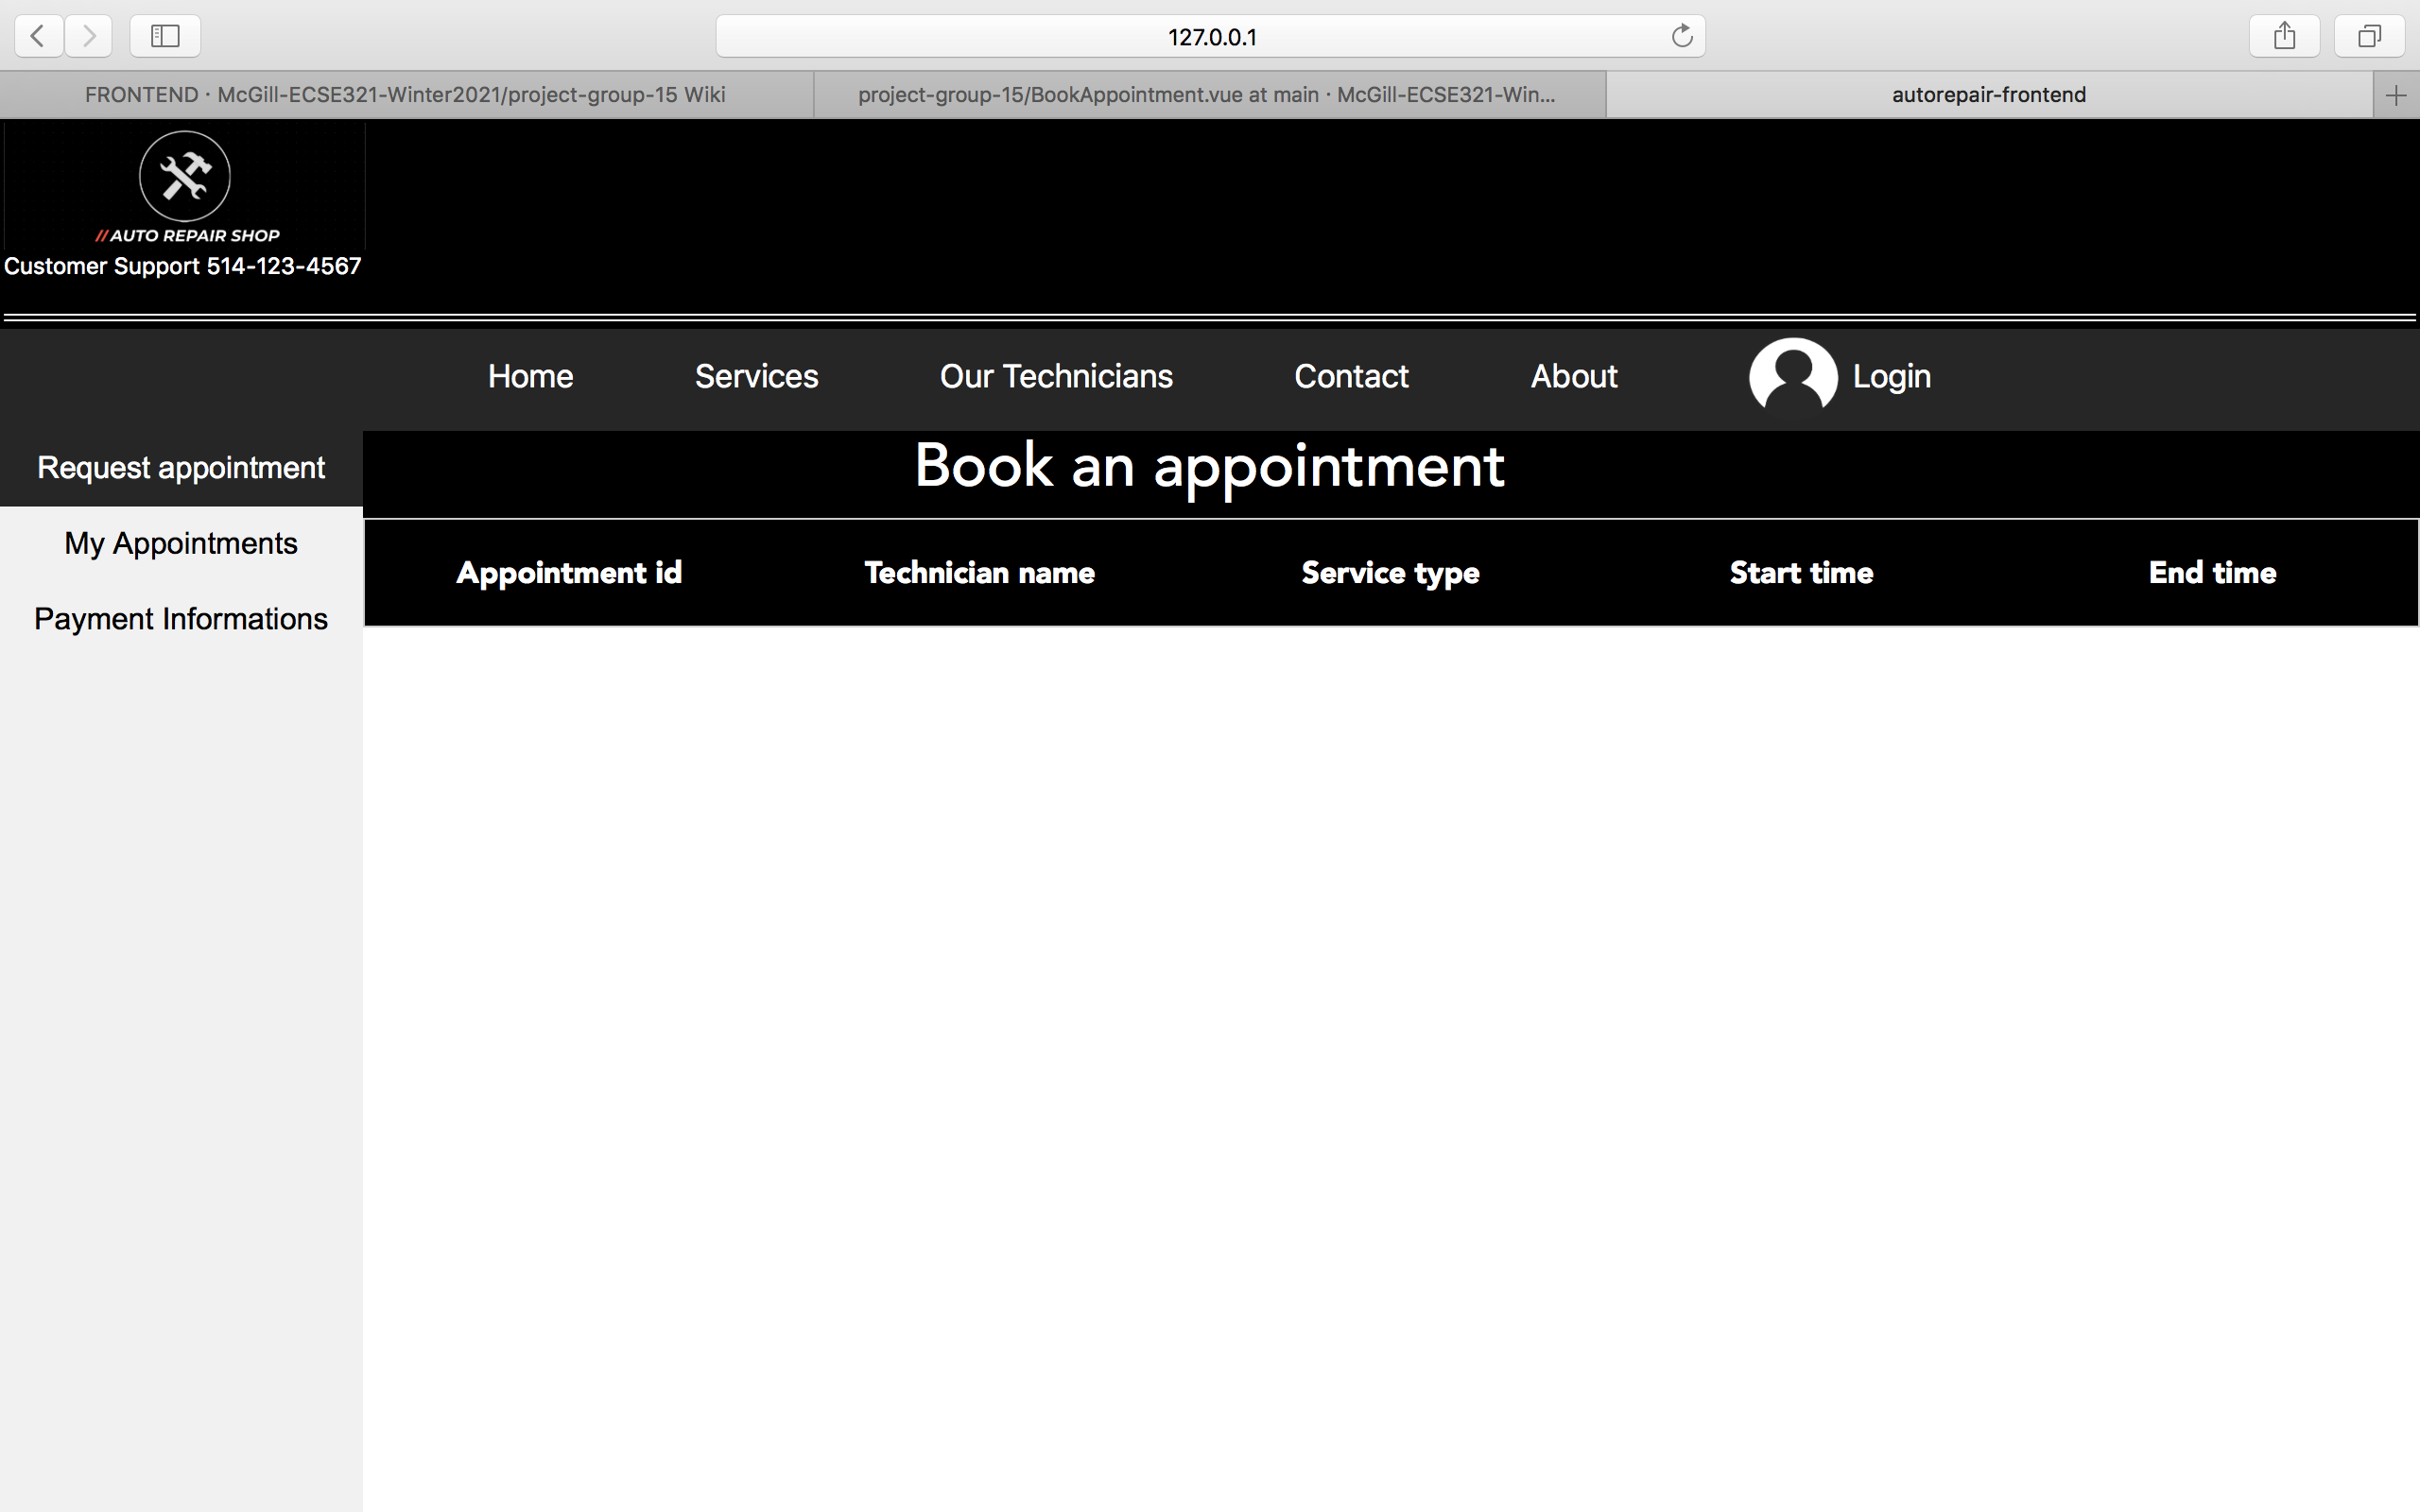 127.0.0.1
FRONTEND · McGill-ECSE321-Winter2021/project-group-15 Wiki
project-group-15/BookAppointment.vue at main · McGill-ECSE321-Win...
autorepair-frontend
// AUTO REPAIR SHOP
Customer Support 514-123-4567
Home Services Our Technicians Contact About Login
Request appointment
My Appointments
Payment Informations
Book an appointment
Appointment id Technician name Service type Start time End time